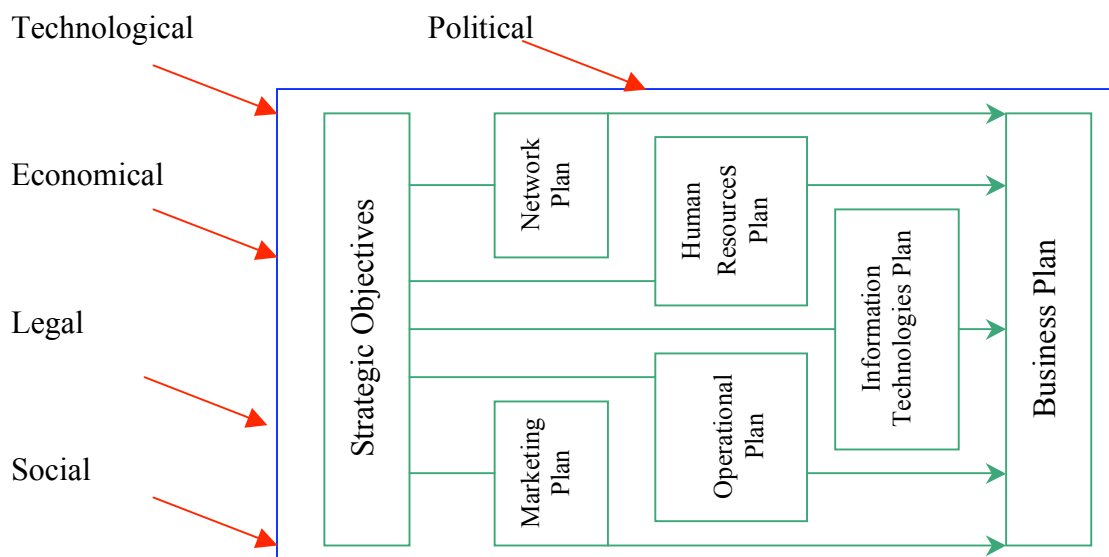 Technological
Political
Economical
Legal
Social
Strategic Objectives
Network
Plan
Human
Resources
Plan
Information
Technologies Plan
Marketing
Plan
Operational
Plan
Business Plan